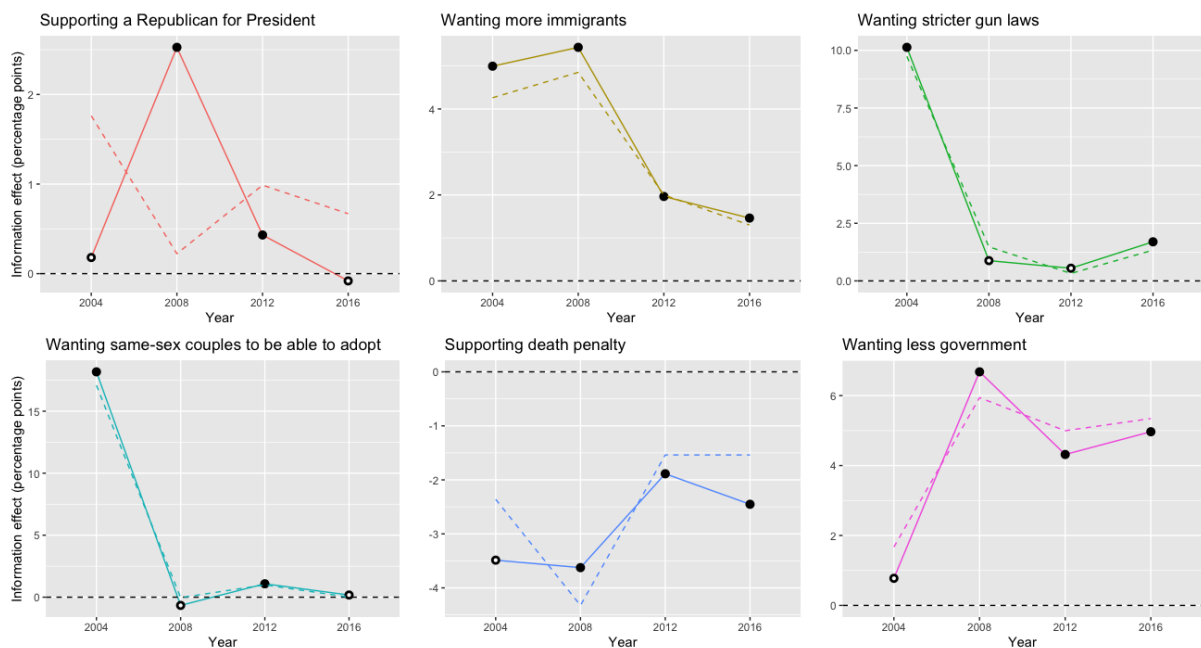 Supporting a Republican for President
Information effect (percentage points)
2
1
0
2004 2008 2012 2016
Year
Wanting more immigrants
4
2
0
2004 2008 2012 2016
Year
Wanting stricter gun laws
10.0
7.5
5.0
2.5
0.0
2004 2008 2012 2016
Year
Wanting same-sex couples to be able to adopt
Information effect (percentage points)
15
10
5
0
2004 2008 2012 2016
Year
Supporting death penalty
0
-1
-2
-3
-4
2004 2008 2012 2016
Year
Wanting less government
6
4
2
0
2004 2008 2012 2016
Year